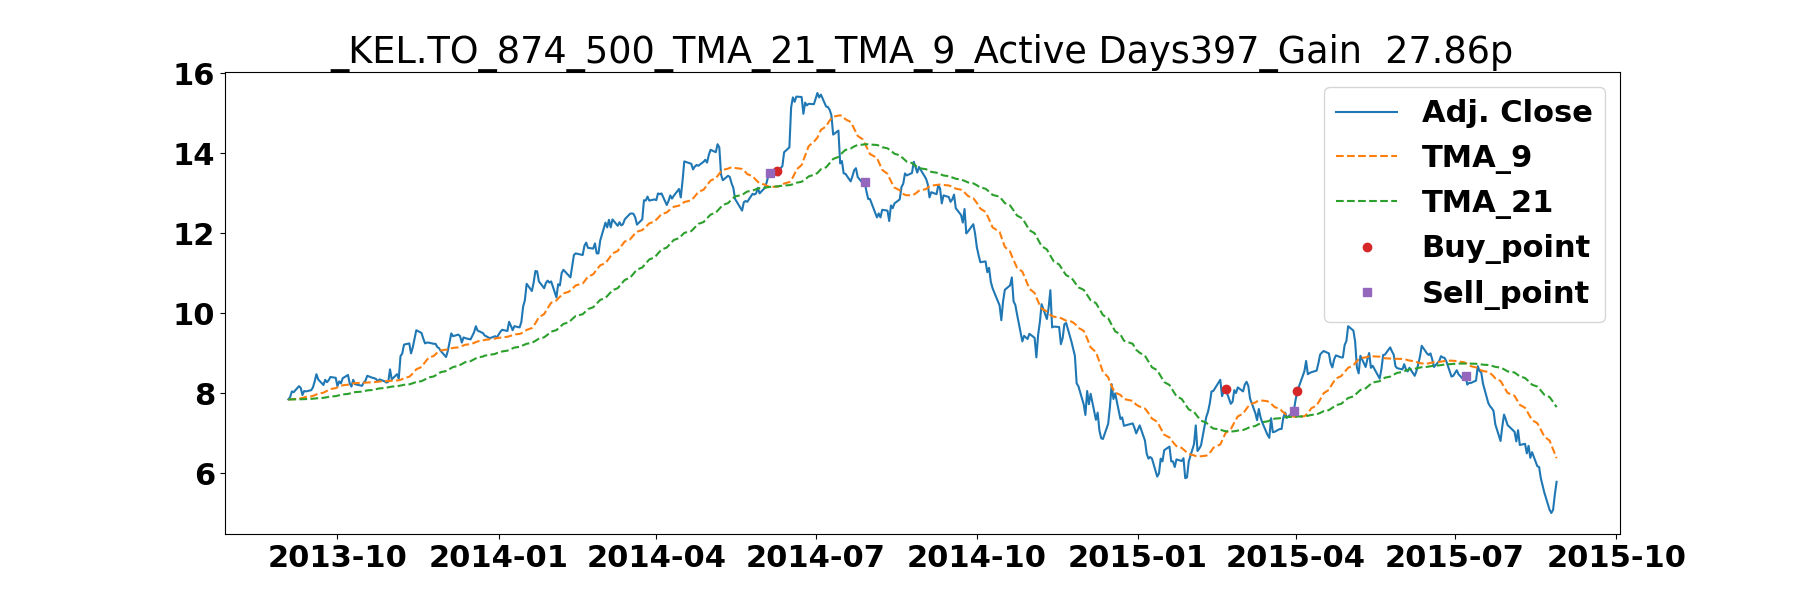 _KEL.TO_874_500_TMA_21_TMA_9_Active Days397_Gain  27.86p
16
14
12
10
8
6
Adj. Close
TMA_9
TMA_21
Buy_point
Sell_point
2013-10 2014-01 2014-04 2014-07 2014-10 2015-01 2015-04 2015-07 2015-10